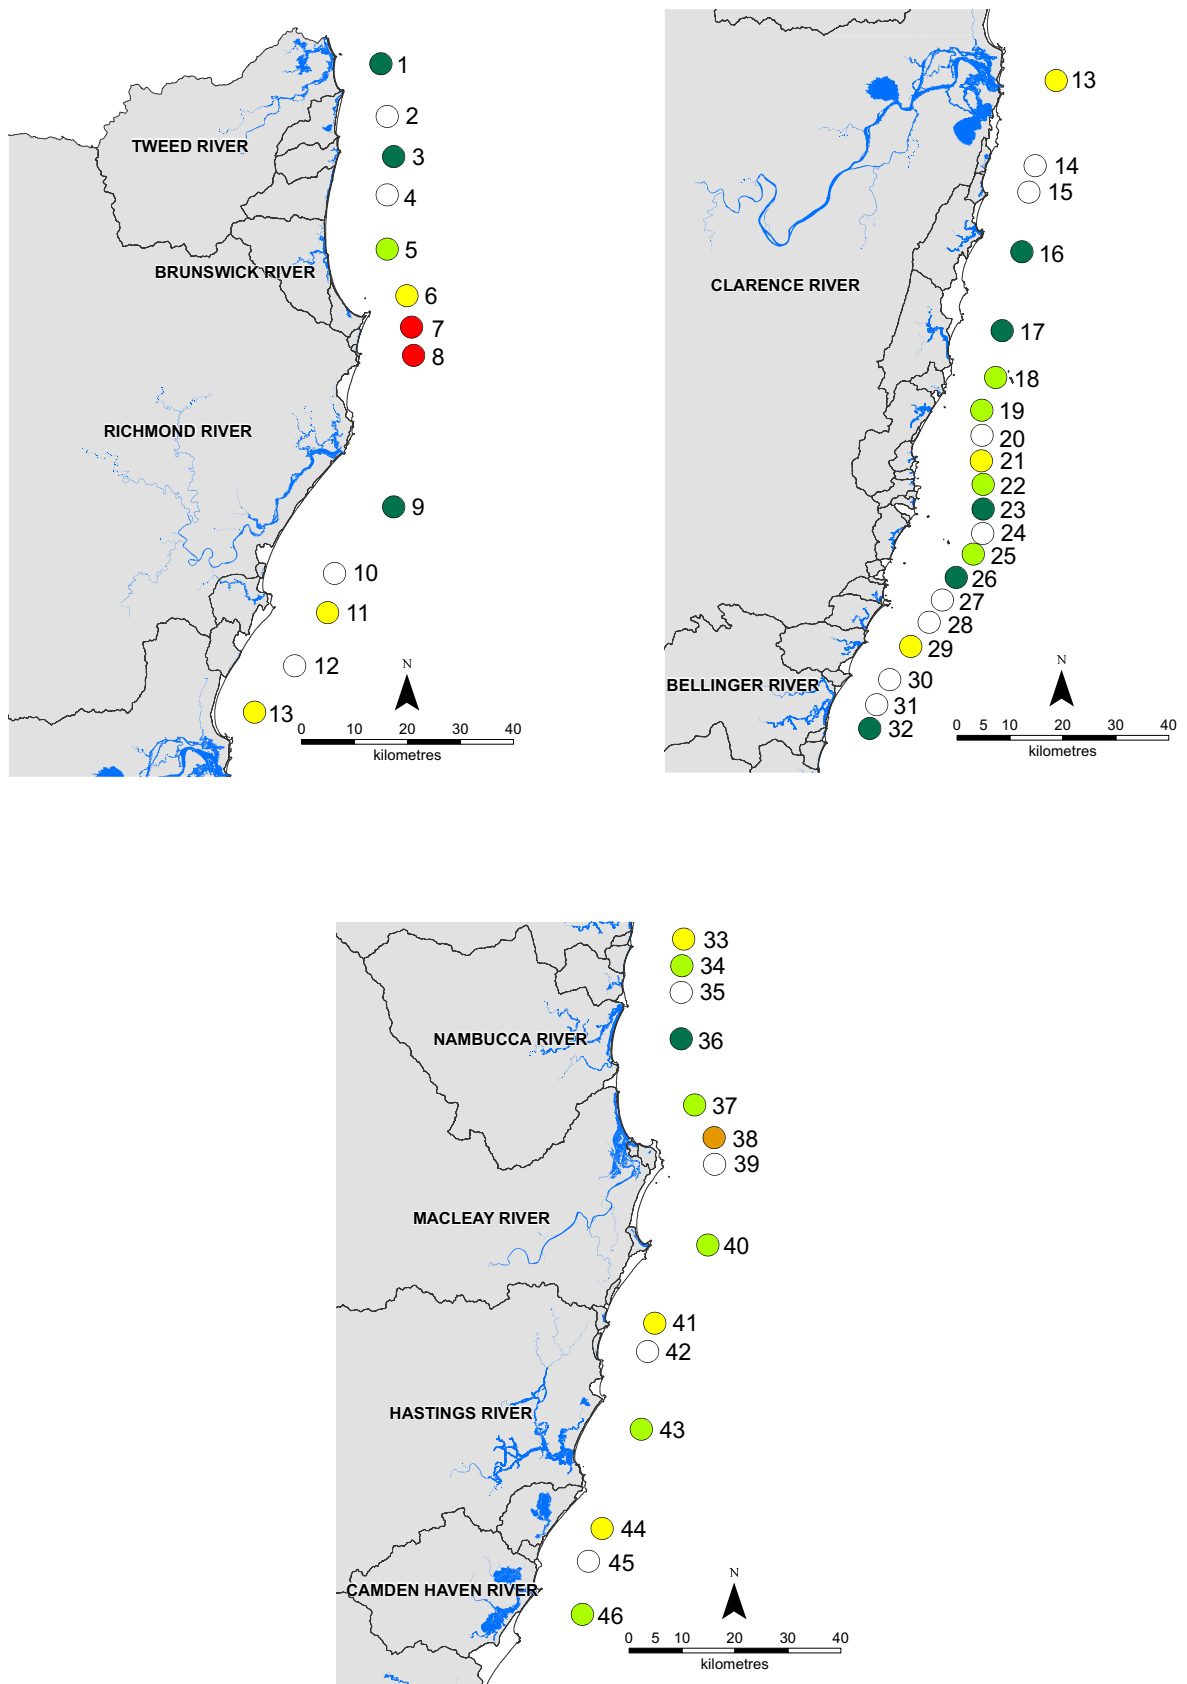 1
2
TWEED RIVER
3
4
5
BRUNSWICK RIVER
6
7
8
RICHMOND RIVER
9
10
11
12
N
13
0 10 20 30 40
kilometres
13
14
15
16
CLARENCE RIVER
17
18
19
20
21
22
23
24
25
26
27
28
29
30
BELLINGER RIVER
N
31
32
0 5 10 20 30 40
kilometres
33
34
35
NAMBUCCA RIVER
36
37
38
39
MACLEAY RIVER
40
41
42
HASTINGS RIVER
43
44
45
N
CAMDEN HAVEN RIVER
46
0 5 10 20 30 40
kilometres